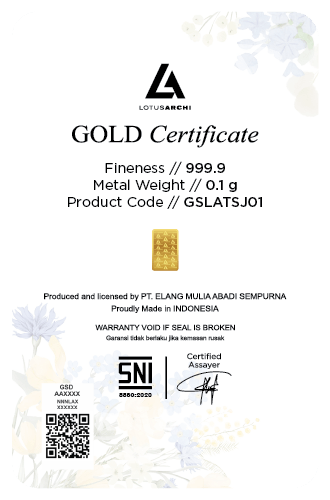 LOTUSARCHI
GOLD Certificate
Fineness // 999.9
Metal Weight // 0.1 g
Product Code // GSLATSJ01
Produced and licensed by PT. ELANG MULIA ABADI SEMPURNA
Proudly Made in INDONESIA
WARRANTY VOID IF SEAL IS BROKEN
Garansi tidak berlaku jika kemasan rusak
SNI
8880:2020
Certified
Assayer
GSD
AAXXXX
NNNLAX
XXXXXX